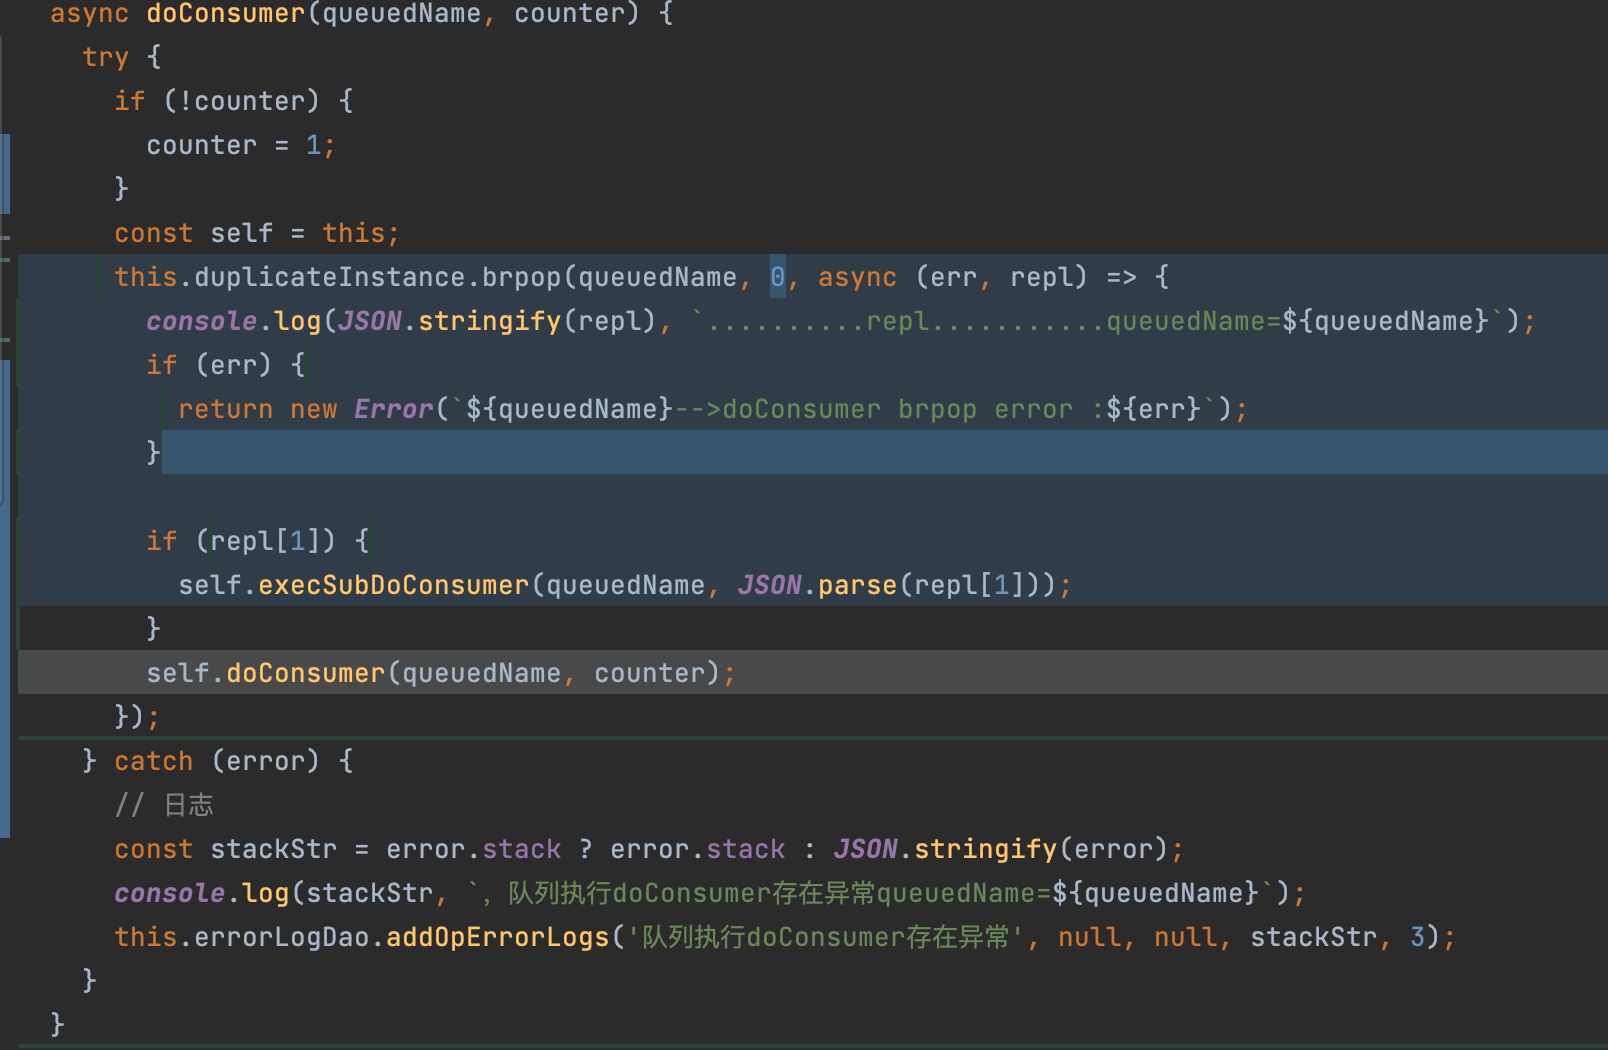 async doConsumer(queuedName, counter) {
try {
if (!counter) {
counter = 1;
}
const self = this;
this.duplicateInstance.brpop(queuedName, 0, async (err, repl) => {
console.log(JSON.stringify(repl), `..........repl...........queuedName=${queuedName}`);
if (err) {
return new Error(`${queuedName}-->doConsumer brpop error :${err}`);
}
if (repl[1]) {
self.execSubDoConsumer(queuedName, JSON.parse(repl[1]));
}
self.doConsumer(queuedName, counter);
});
} catch (error) {
// 日志
const stackStr = error.stack ? error.stack : JSON.stringify(error);
console.log(stackStr, `，队列执行doConsumer存在异常queuedName=${queuedName}`);
this.errorLogDao.addOpErrorLogs('队列执行doConsumer存在异常', null, null, stackStr, 3);
}
}